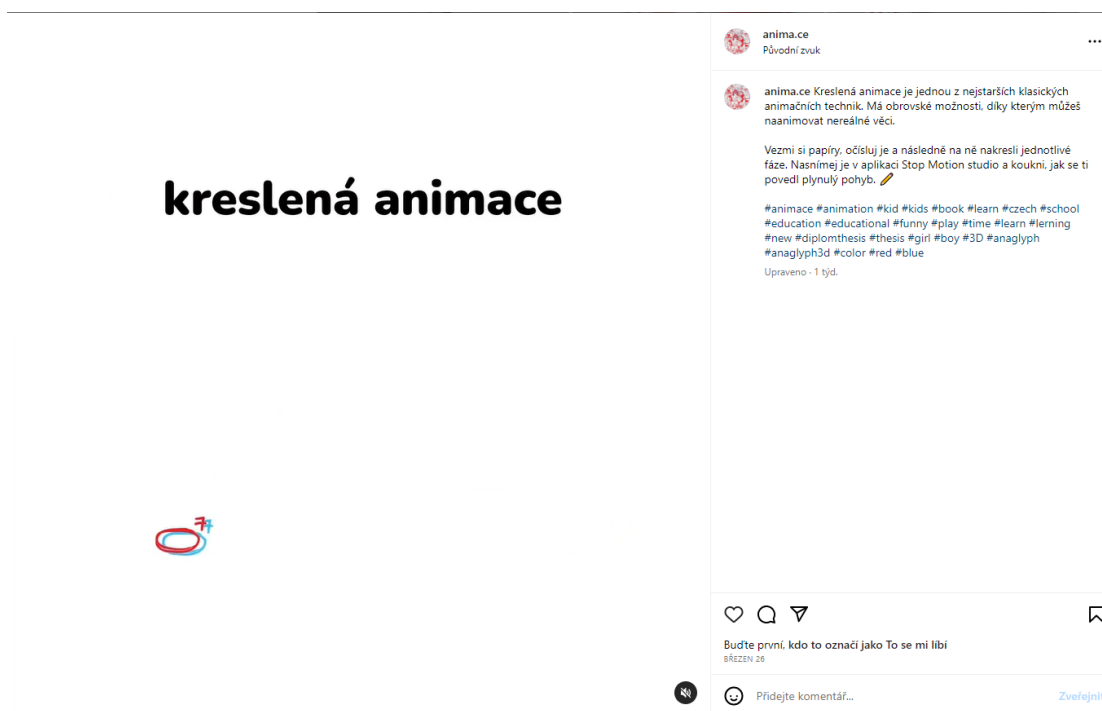 kreslená animace
77
anima.ce
Původní zvuk
anima.ce Kreslená animace je jednou z nejstarších klasických
animačních technik. Má obrovské možnosti, díky kterým můžeš
naanimovat nereálné věci.
Vezmi si papíry, očísluj je a následně na ně nakresli jednotlivé
fáze. Nasnímej je v aplikaci Stop Motion studio a koukni, jak se ti
povedl plynulý pohyb.
#animace #animation #kid #kids #book #learn #czech #school
#education #educational #funny #play #time #learn #lerning
#new #diplomthesis #thesis #girl #boy #3D #anaglyph
#anaglyph3d #color #red #blue
Upraveno · 1 týd.
Buďte první, kdo to označí jako To se mi líbí
BŘEZEN 26
Přidejte komentář...
Zveřejnit